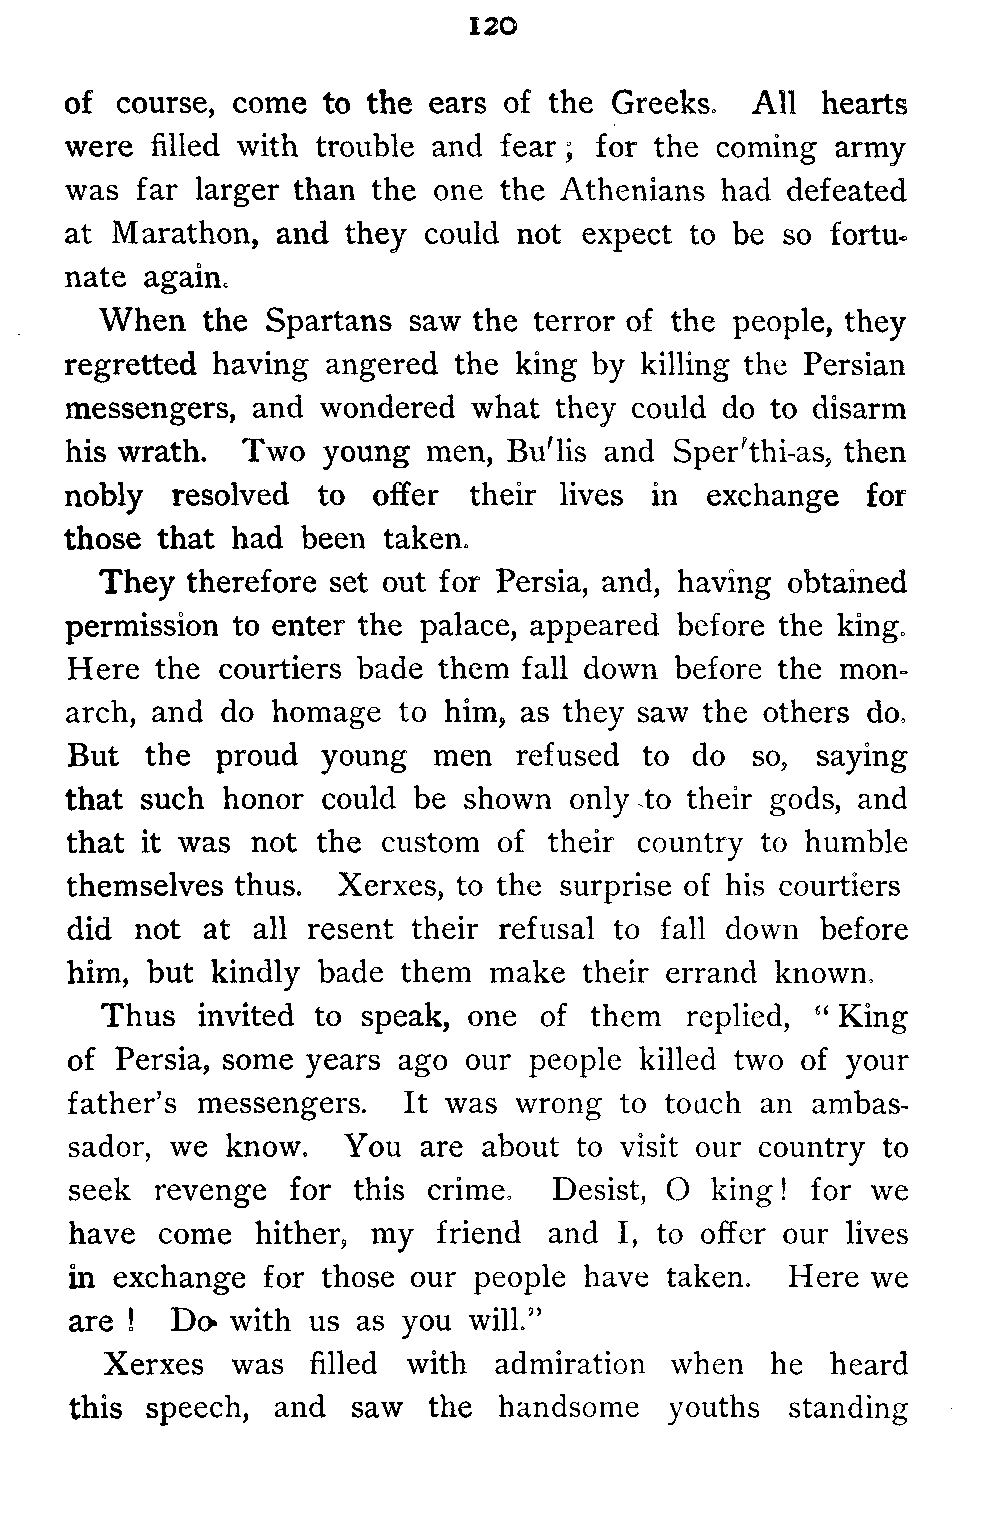 120
of course, come to the ears of the Greeks. All hearts
were filled with trouble and fear; for the coming army
was far larger than the one the Athenians had defeated
at Marathon, and they could not expect to be so fortu-
nate again.
When the Spartans saw the terror of the people, they
regretted having angered the king by killing the Persian
messengers, and wondered what they could do to disarm
his wrath. Two young men, Bu'lis and Sper'thi-as, then
nobly resolved to offer their lives in exchange for
those that had been taken.
They therefore set out for Persia, and, having obtained
permission to enter the palace, appeared before the king.
Here the courtiers bade them fall down before the mon-
arch, and do homage to him, as they saw the others do.
But the proud young men refused to do so, saying
that such honor could be shown only to their gods, and
that it was not the custom of their country to humble
themselves thus. Xerxes, to the surprise of his courtiers
did not at all resent their refusal to fall down before
him, but kindly bade them make their errand known.
Thus invited to speak, one of them replied, “King
of Persia, some years ago our people killed two of your
father’s messengers. It was wrong to touch an ambas-
sador, we know. You are about to visit our country to
seek revenge for this crime. Desist, O king! for we
have come hither, my friend and I, to offer our lives
in exchange for those our people have taken. Here we
are! Do with us as you will.”
Xerxes was filled with admiration when he heard
this speech, and saw the handsome youths standing